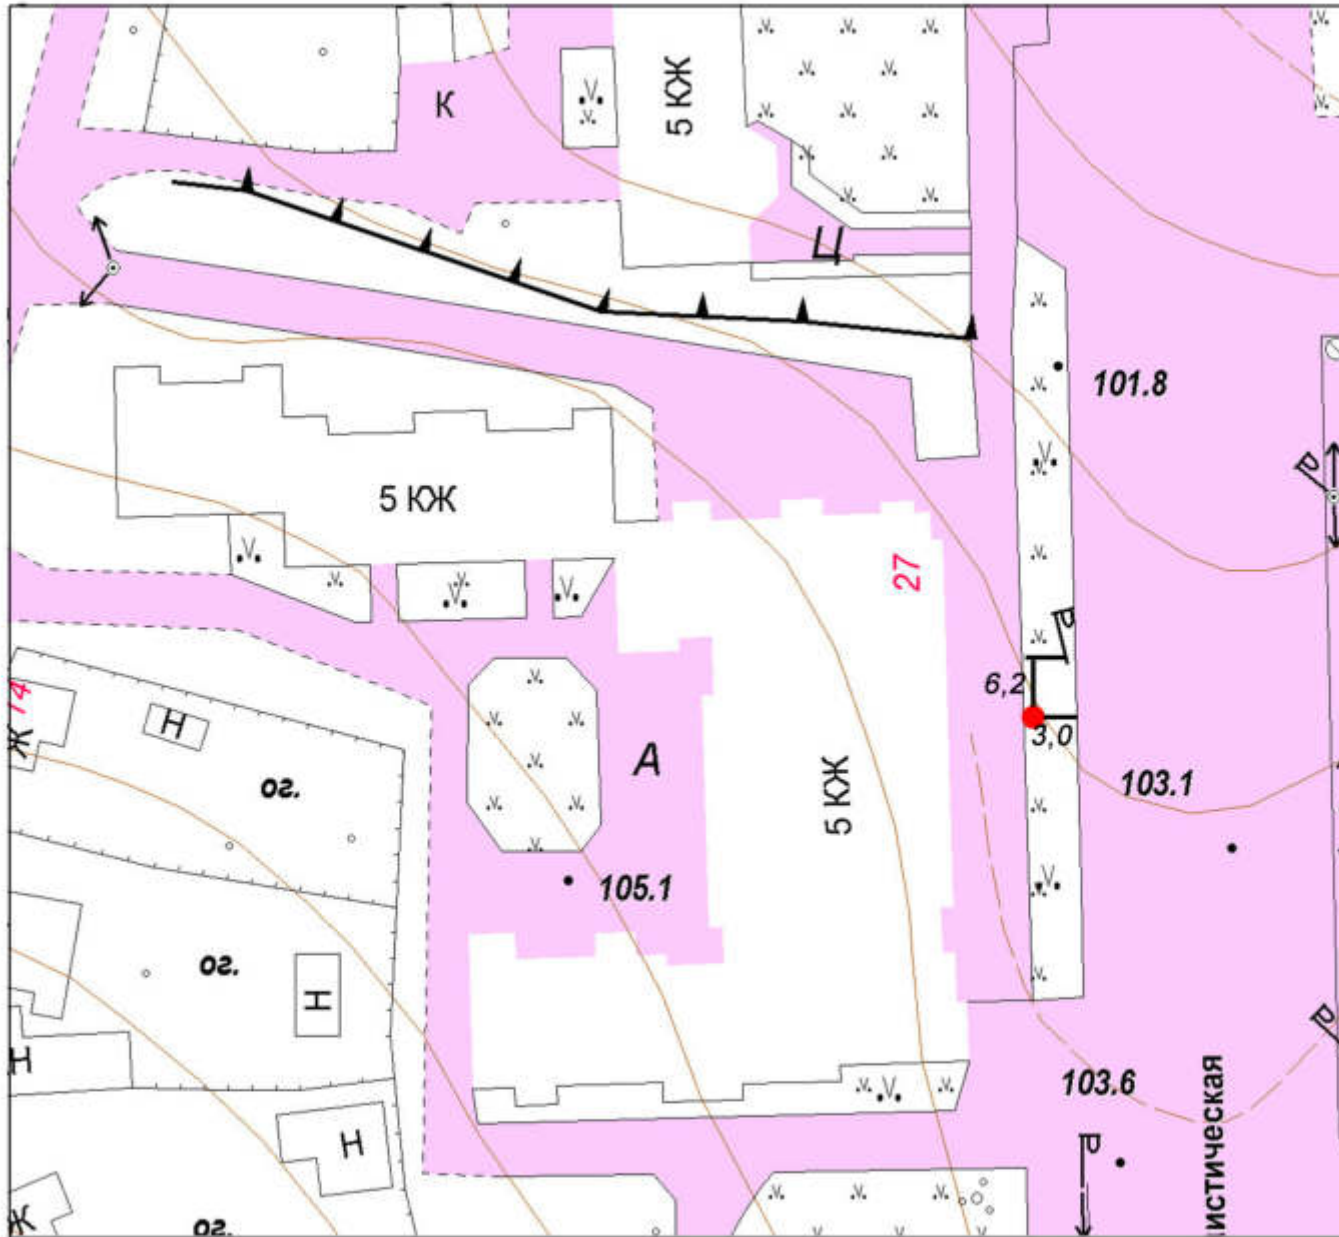 К
5 КЖ
Ц
101.8
5 КЖ
27
р
р
6,2
3,0
74
Ж
Н
ог.
А
5 КЖ
103.1
105.1
ог.
Н
Н
р
103.6
истическая
р
Н
Ж
ог.